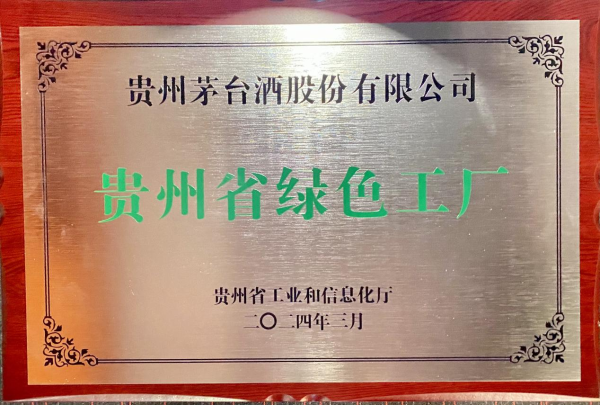 贵州茅台酒股份有限公司
贵州省绿色工厂
贵州省工业和信息化厅
二〇二四年三月